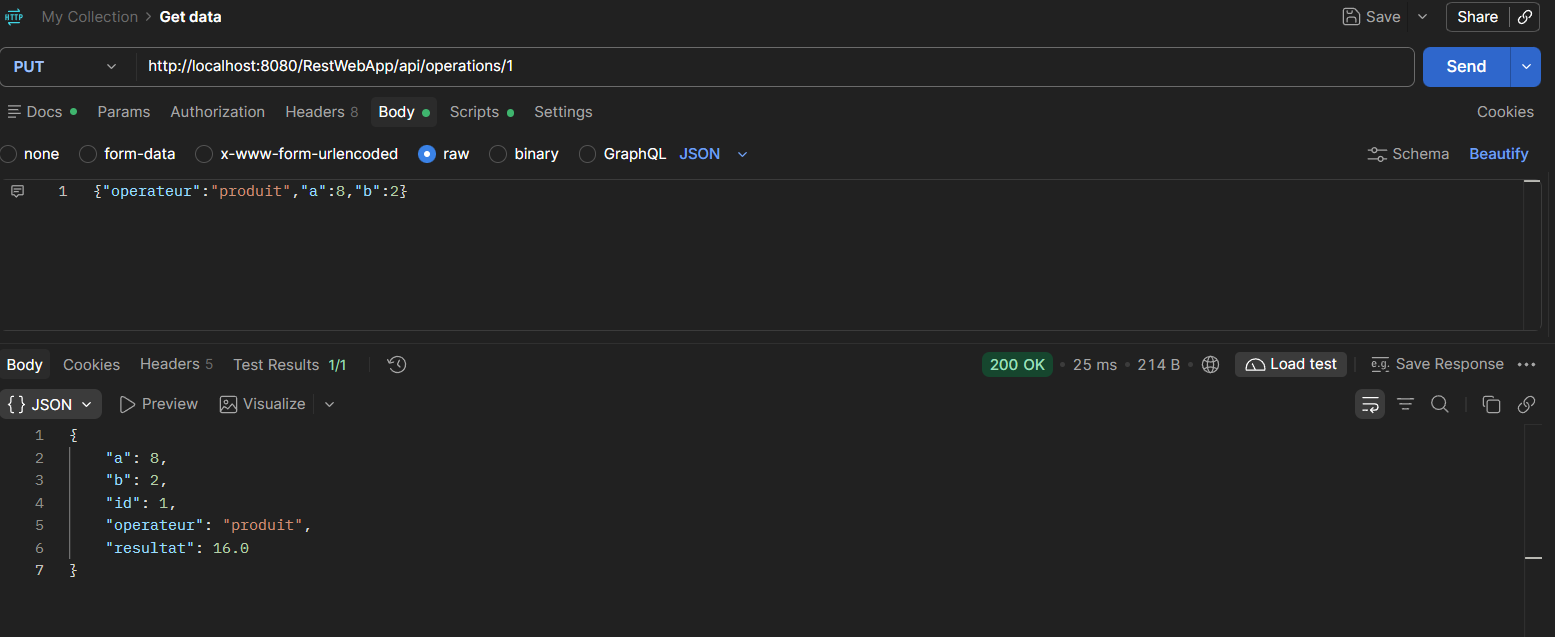 HTTP My Collection > Get data Save Share
PUT http://localhost:8080/RestWebApp/api/operations/1 Send
Docs Params Authorization Headers 8 Body Scripts Settings Cookies
none form-data x-www-form-urlencoded raw binary GraphQL JSON Schema Beautify
1 {"operateur":"produit","a":8,"b":2}
Body Cookies Headers 5 Test Results 1/1 200 OK • 25 ms • 214 B • Load test e.g. Save Response
{} JSON Preview Visualize
1 {
2 "a": 8,
3 "b": 2,
4 "id": 1,
5 "operateur": "produit",
6 "resultat": 16.0
7 }